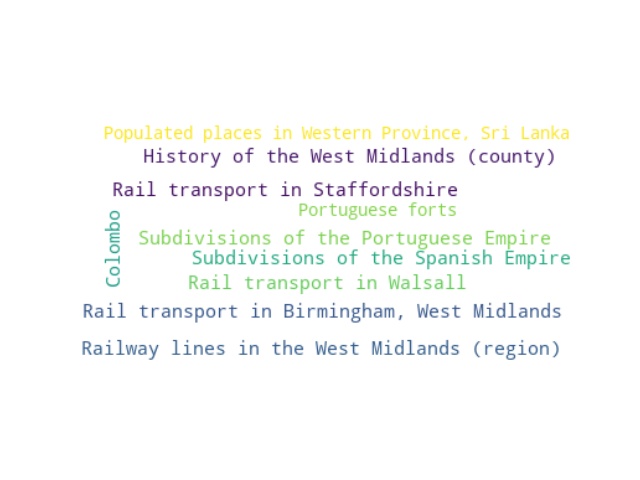 Populated places in Western Province, Sri Lanka
History of the West Midlands (county)
Rail transport in Staffordshire
Portuguese forts
Colombo
Subdivisions of the Portuguese Empire
Subdivisions of the Spanish Empire
Rail transport in Walsall
Rail transport in Birmingham, West Midlands
Railway lines in the West Midlands (region)